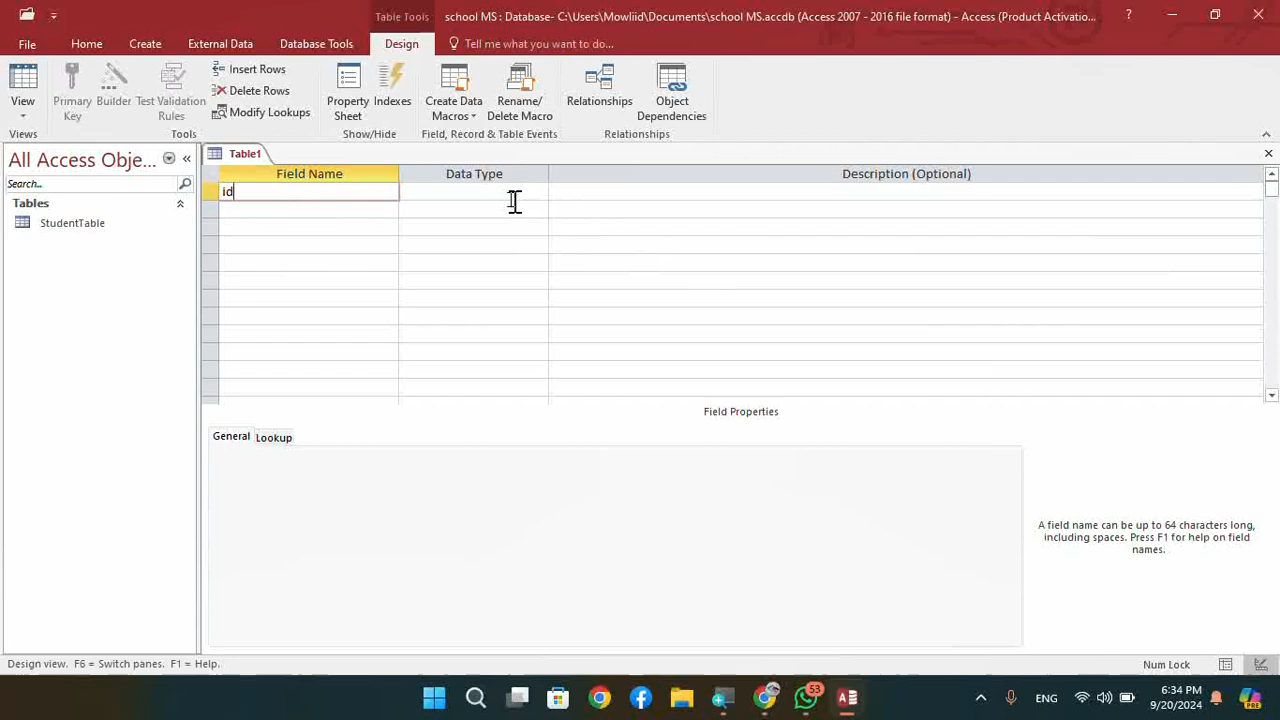 Table Tools
school MS : Database- C:\Users\Mowliid\Documents\school MS.accdb (Access 2007 - 2016 file format) - Access (Product Activatio...
?
File
Home
Create
External Data
Database Tools
Design
Tell me what you want to do...
View
Primary Key
Builder
Test Validation Rules
Insert Rows
Delete Rows
Modify Lookups
Property Sheet
Indexes
Create Data Macros
Rename/ Delete Macro
Relationships
Object Dependencies
Views
Tools
Show/Hide
Field, Record & Table Events
Relationships
All Access Obje...
Search..
Tables
StudentTable
Table1
Field Name
Data Type
Description (Optional)
id
Field Properties
General
Lookup
A field name can be up to 64 characters long,
including spaces. Press F1 for help on field
names.
Design view. F6 = Switch panes. F1 = Help.
Num Lock
53
ENG
6:34 PM
9/20/2024
PRE